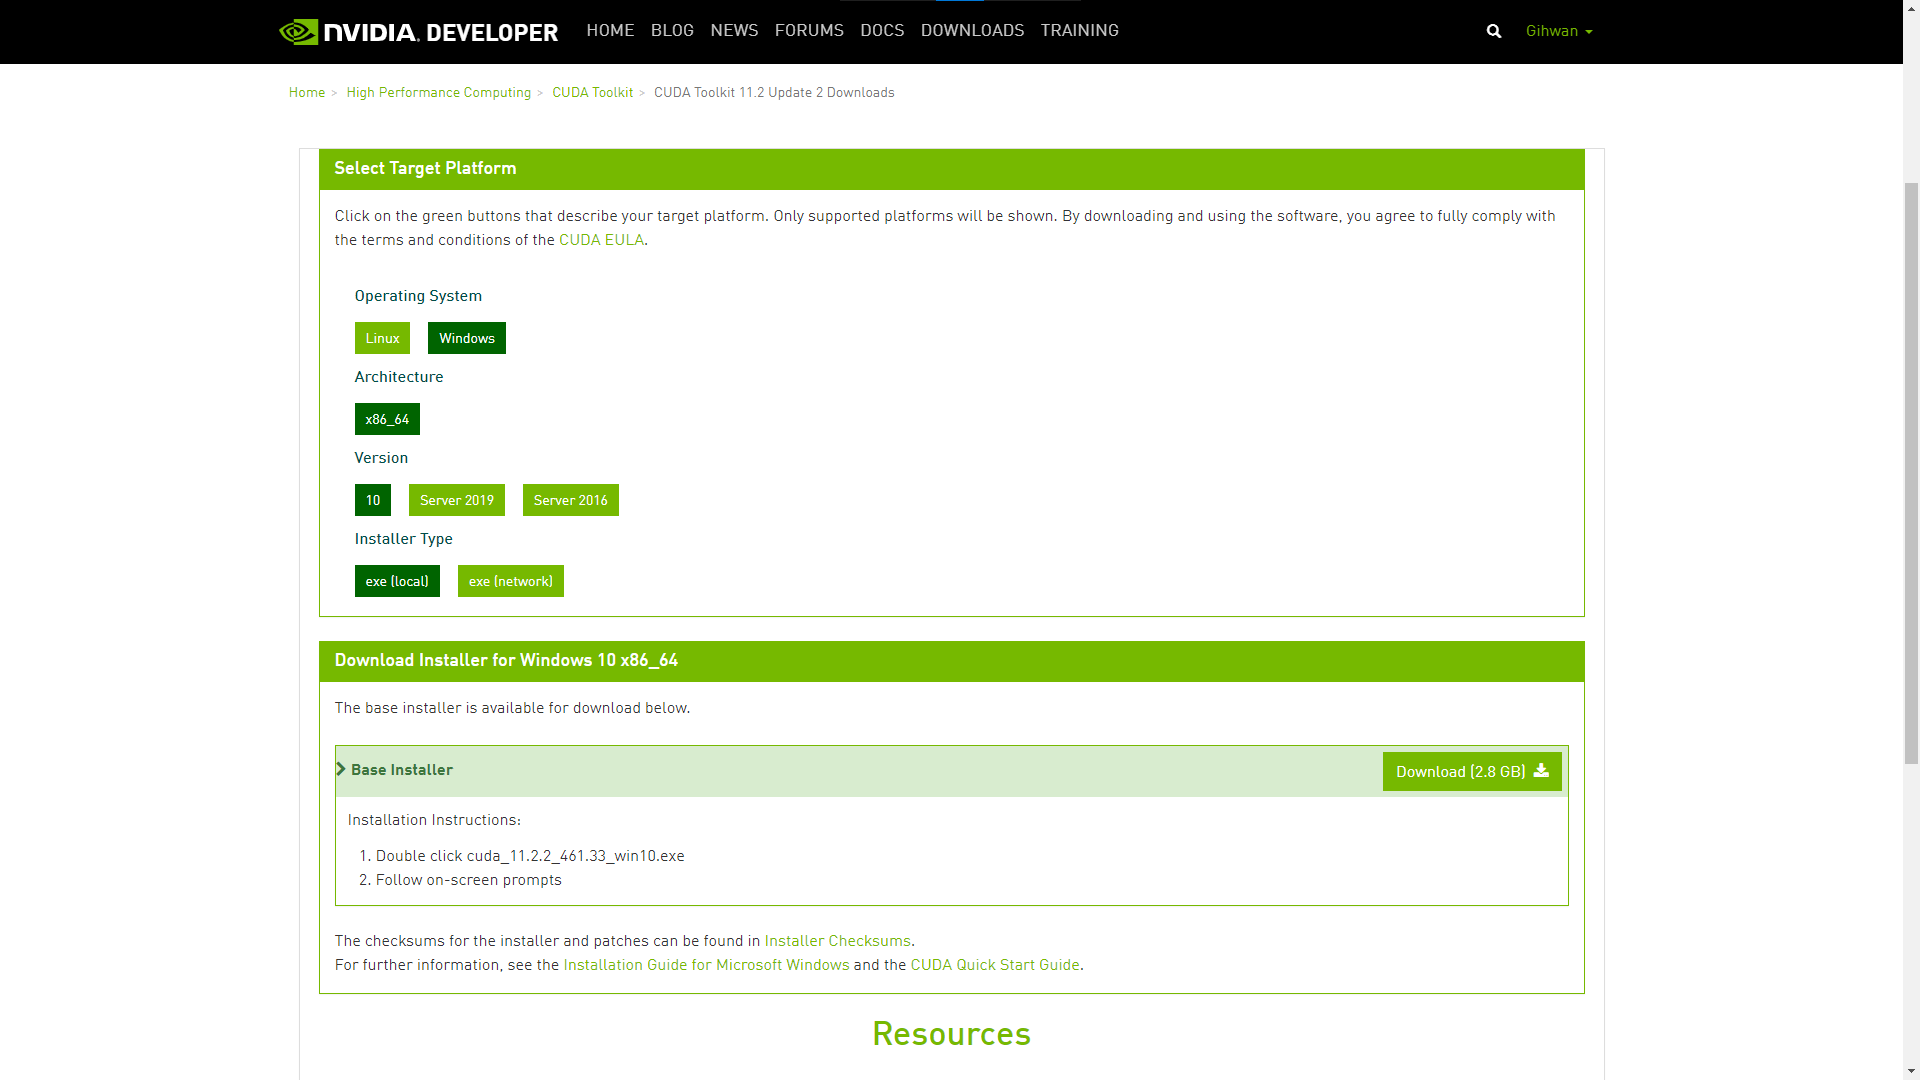 NVIDIA. DEVELOPER HOME BLOG NEWS FORUMS DOCS DOWNLOADS TRAINING Gihwan
Home > High Performance Computing > CUDA Toolkit > CUDA Toolkit 11.2 Update 2 Downloads
Select Target Platform
Click on the green buttons that describe your target platform. Only supported platforms will be shown. By downloading and using the software, you agree to fully comply with
the terms and conditions of the CUDA EULA.
Operating System
Linux Windows
Architecture
x86_64
Version
10 Server 2019 Server 2016
Installer Type
exe (local) exe (network)
Download Installer for Windows 10 x86_64
The base installer is available for download below.
Base Installer Download (2.8 GB)
Installation Instructions:
1. Double click cuda_11.2.2_461.33_win10.exe
2. Follow on-screen prompts
The checksums for the installer and patches can be found in Installer Checksums.
For further information, see the Installation Guide for Microsoft Windows and the CUDA Quick Start Guide.
Resources